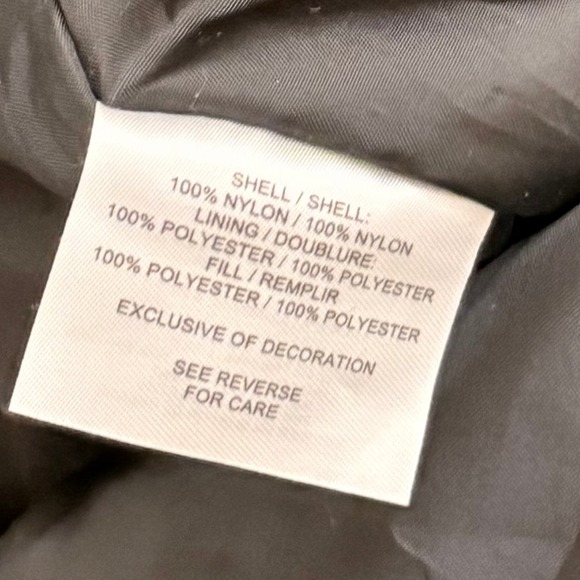 SHELL / SHELL:
100% NYLON / 100% NYLON
LINING / DOUBLURE:
100% POLYESTER / 100% POLYESTER
FILL / REMPLIR
100% POLYESTER / 100% POLYESTER
EXCLUSIVE OF DECORATION
SEE REVERSE
FOR CARE